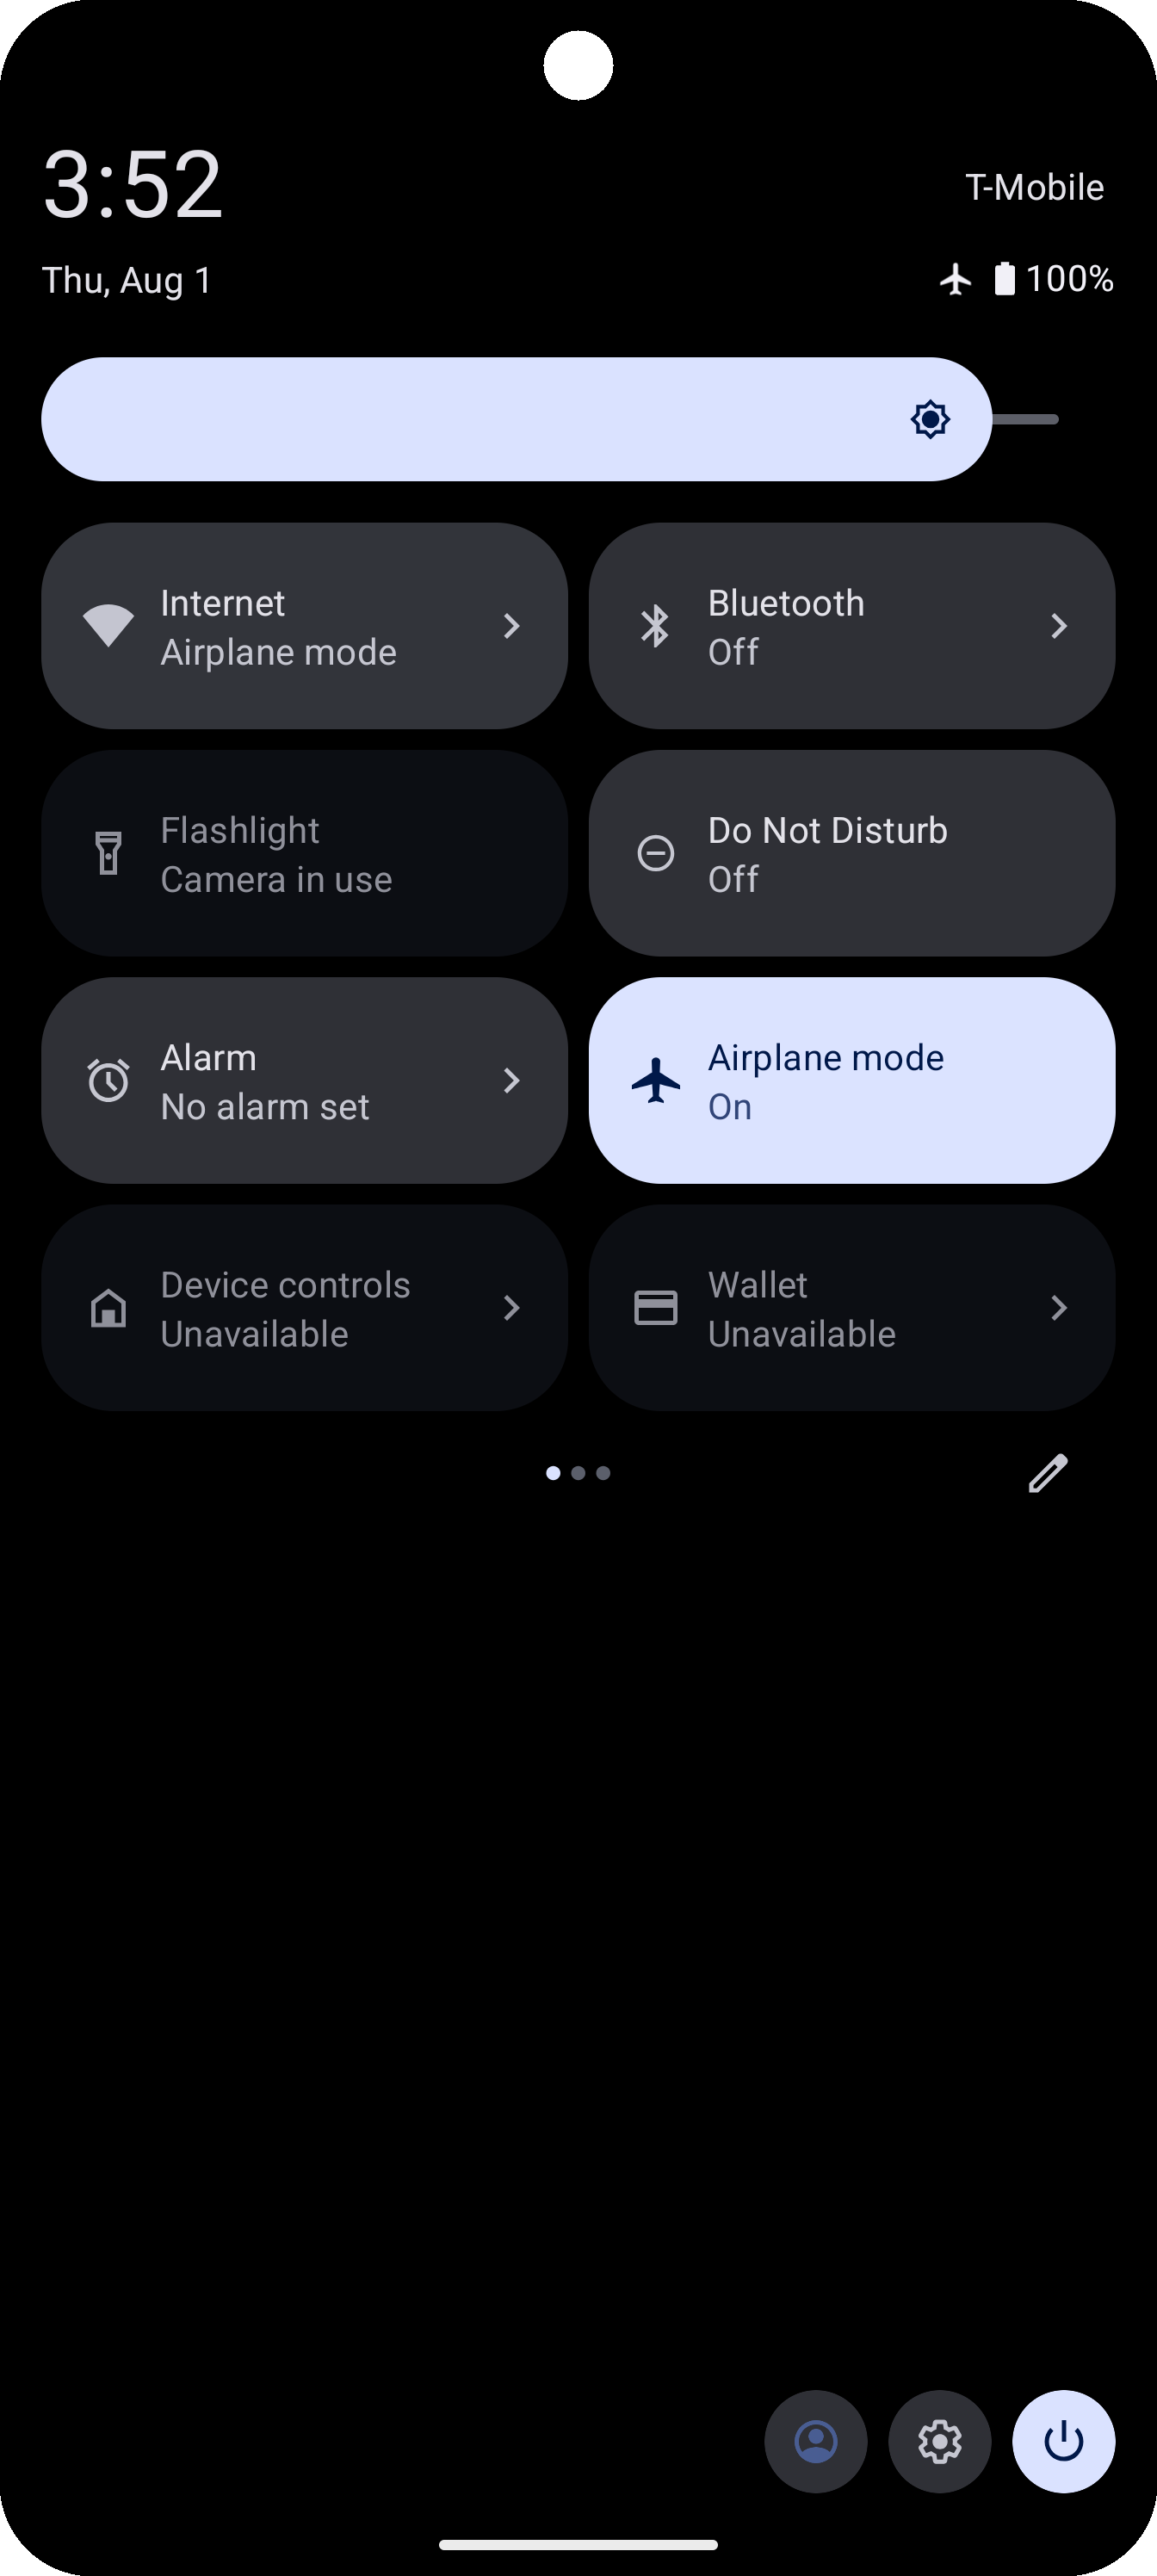 3:52
T-Mobile
Thu, Aug 1
100%
Internet
Airplane mode
Bluetooth
Off
Flashlight
Camera in use
Do Not Disturb
Off
Alarm
No alarm set
Airplane mode
On
Device controls
Unavailable
Wallet
Unavailable